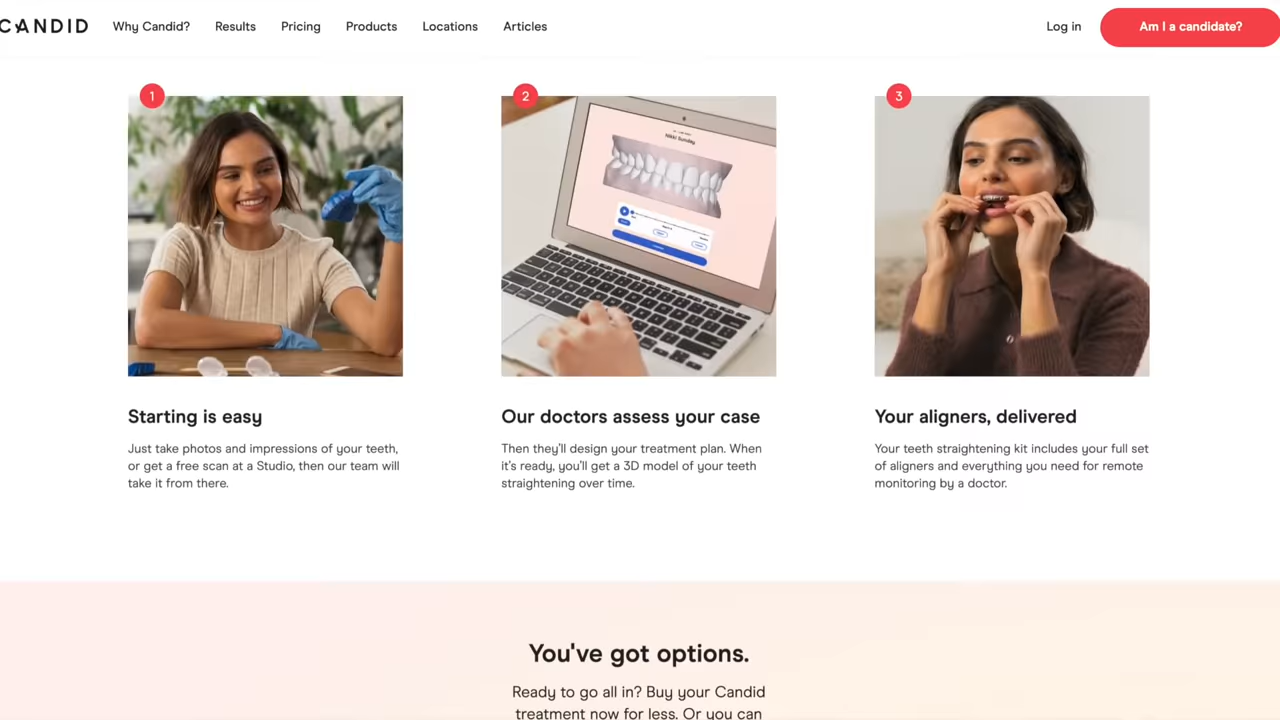 CANDID
Why Candid?
Results
Pricing
Products
Locations
Articles
Log in
Am I a candidate?
1
2
3
Nikki Sunday
Starting is easy
Just take photos and impressions of your teeth,
or get a free scan at a Studio, then our team will
take it from there.
Our doctors assess your case
Then they'll design your treatment plan. When
it's ready, you'll get a 3D model of your teeth
straightening over time.
Your aligners, delivered
Your teeth straightening kit includes your full set
of aligners and everything you need for remote
monitoring by a doctor.
You've got options.
Ready to go all in? Buy your Candid
treatment now for less. Or you can